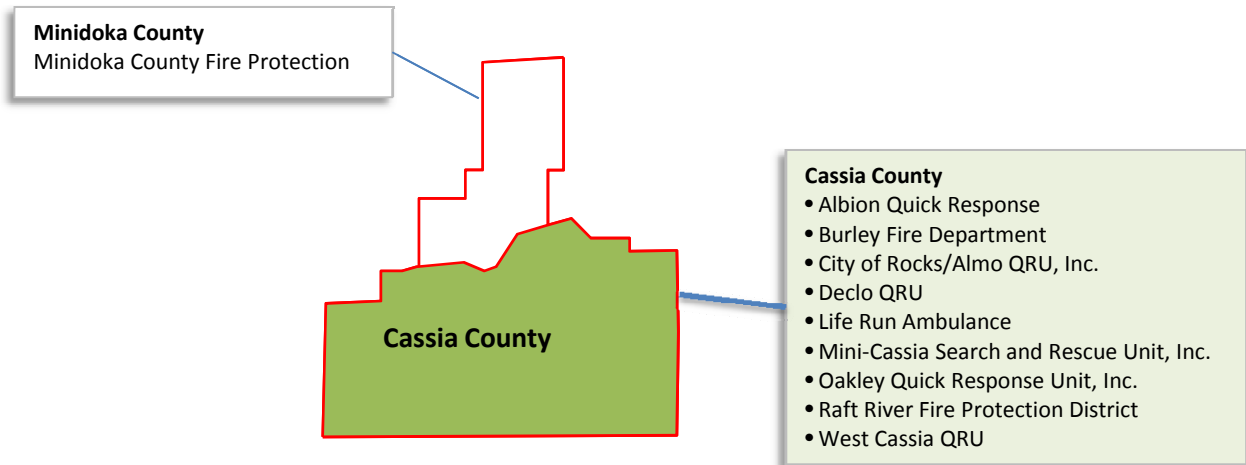 Minidoka County
Minidoka County Fire Protection
Cassia County
Cassia County
• Albion Quick Response
• Burley Fire Department
• City of Rocks/Almo QRU, Inc.
• Declo QRU
• Life Run Ambulance
• Mini-Cassia Search and Rescue Unit, Inc.
• Oakley Quick Response Unit, Inc.
• Raft River Fire Protection District
• West Cassia QRU